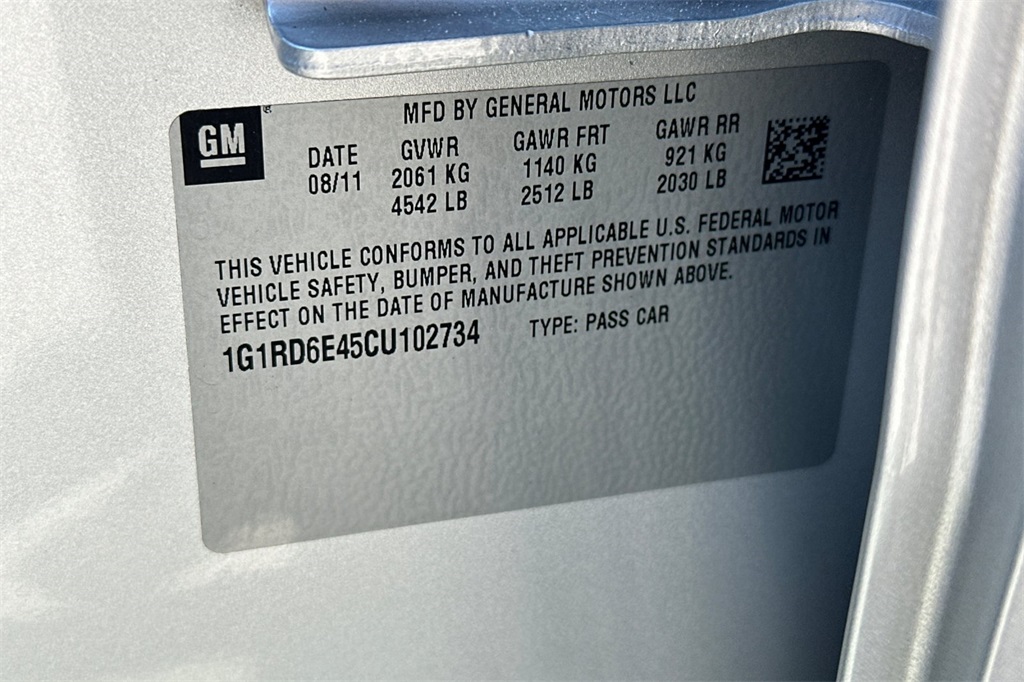 GM
MFD BY GENERAL MOTORS LLC
DATE GVWR GAWR FRT GAWR RR
08/11 2061 KG 1140 KG 921 KG
4542 LB 2512 LB 2030 LB
THIS VEHICLE CONFORMS TO ALL APPLICABLE U.S. FEDERAL MOTOR
VEHICLE SAFETY, BUMPER, AND THEFT PREVENTION STANDARDS IN
EFFECT ON THE DATE OF MANUFACTURE SHOWN ABOVE.
1G1RD6E45CU102734 TYPE: PASS CAR